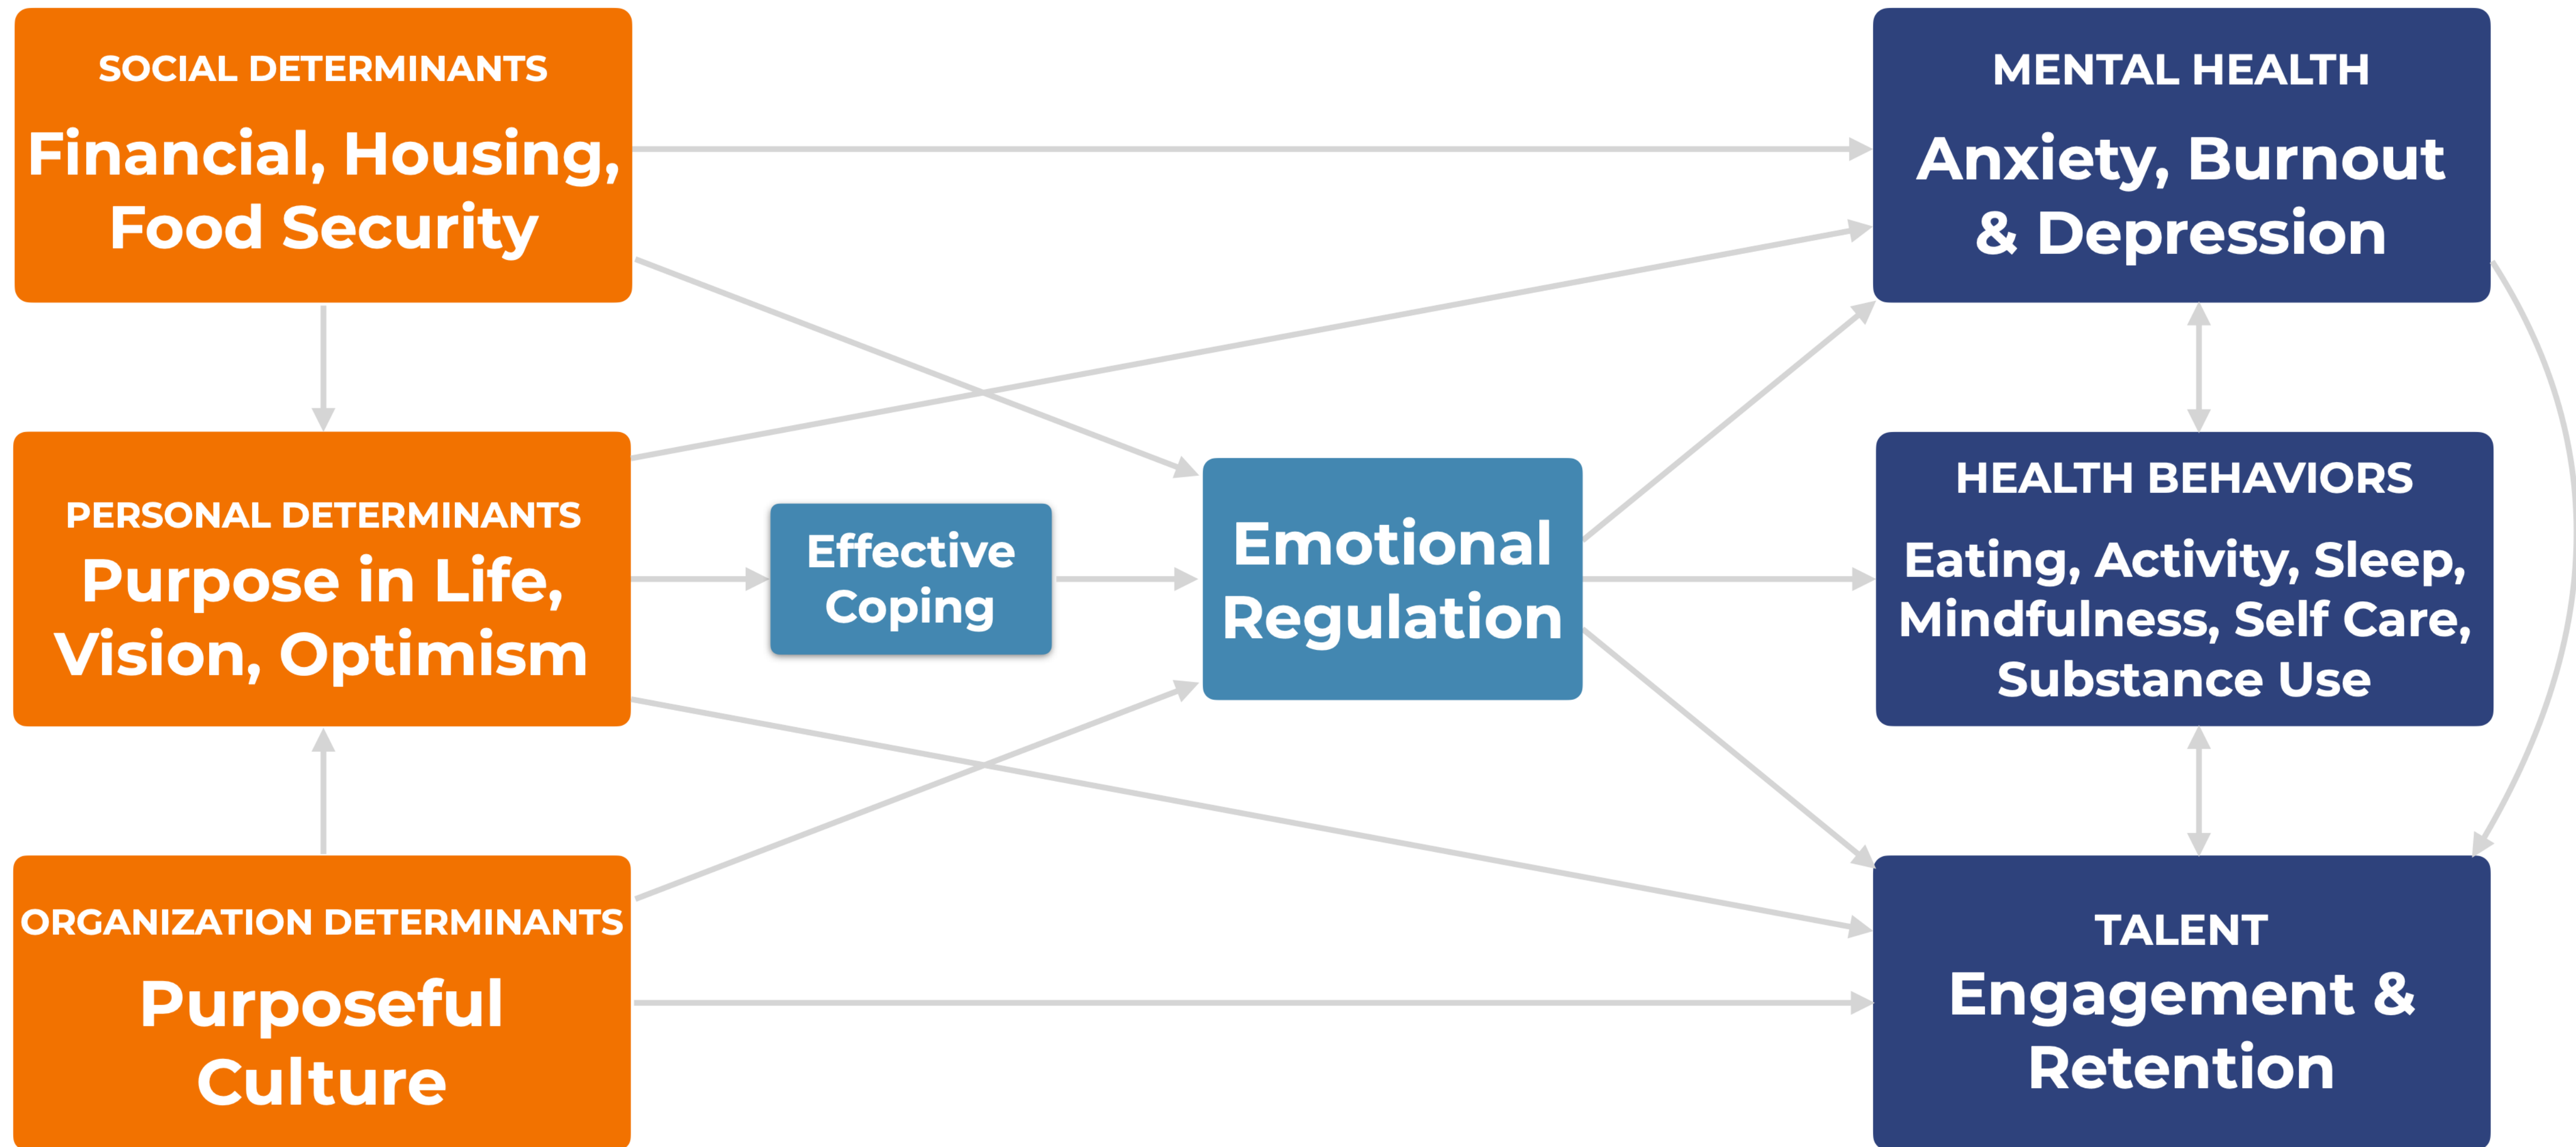 SOCIAL DETERMINANTS
Financial, Housing,
Food Security
MENTAL HEALTH
Anxiety, Burnout
& Depression
PERSONAL DETERMINANTS
Purpose in Life,
Vision, Optimism
Effective
Coping
Emotional
Regulation
HEALTH BEHAVIORS
Eating, Activity, Sleep,
Mindfulness, Self Care,
Substance Use
ORGANIZATION DETERMINANTS
Purposeful
Culture
TALENT
Engagement &
Retention